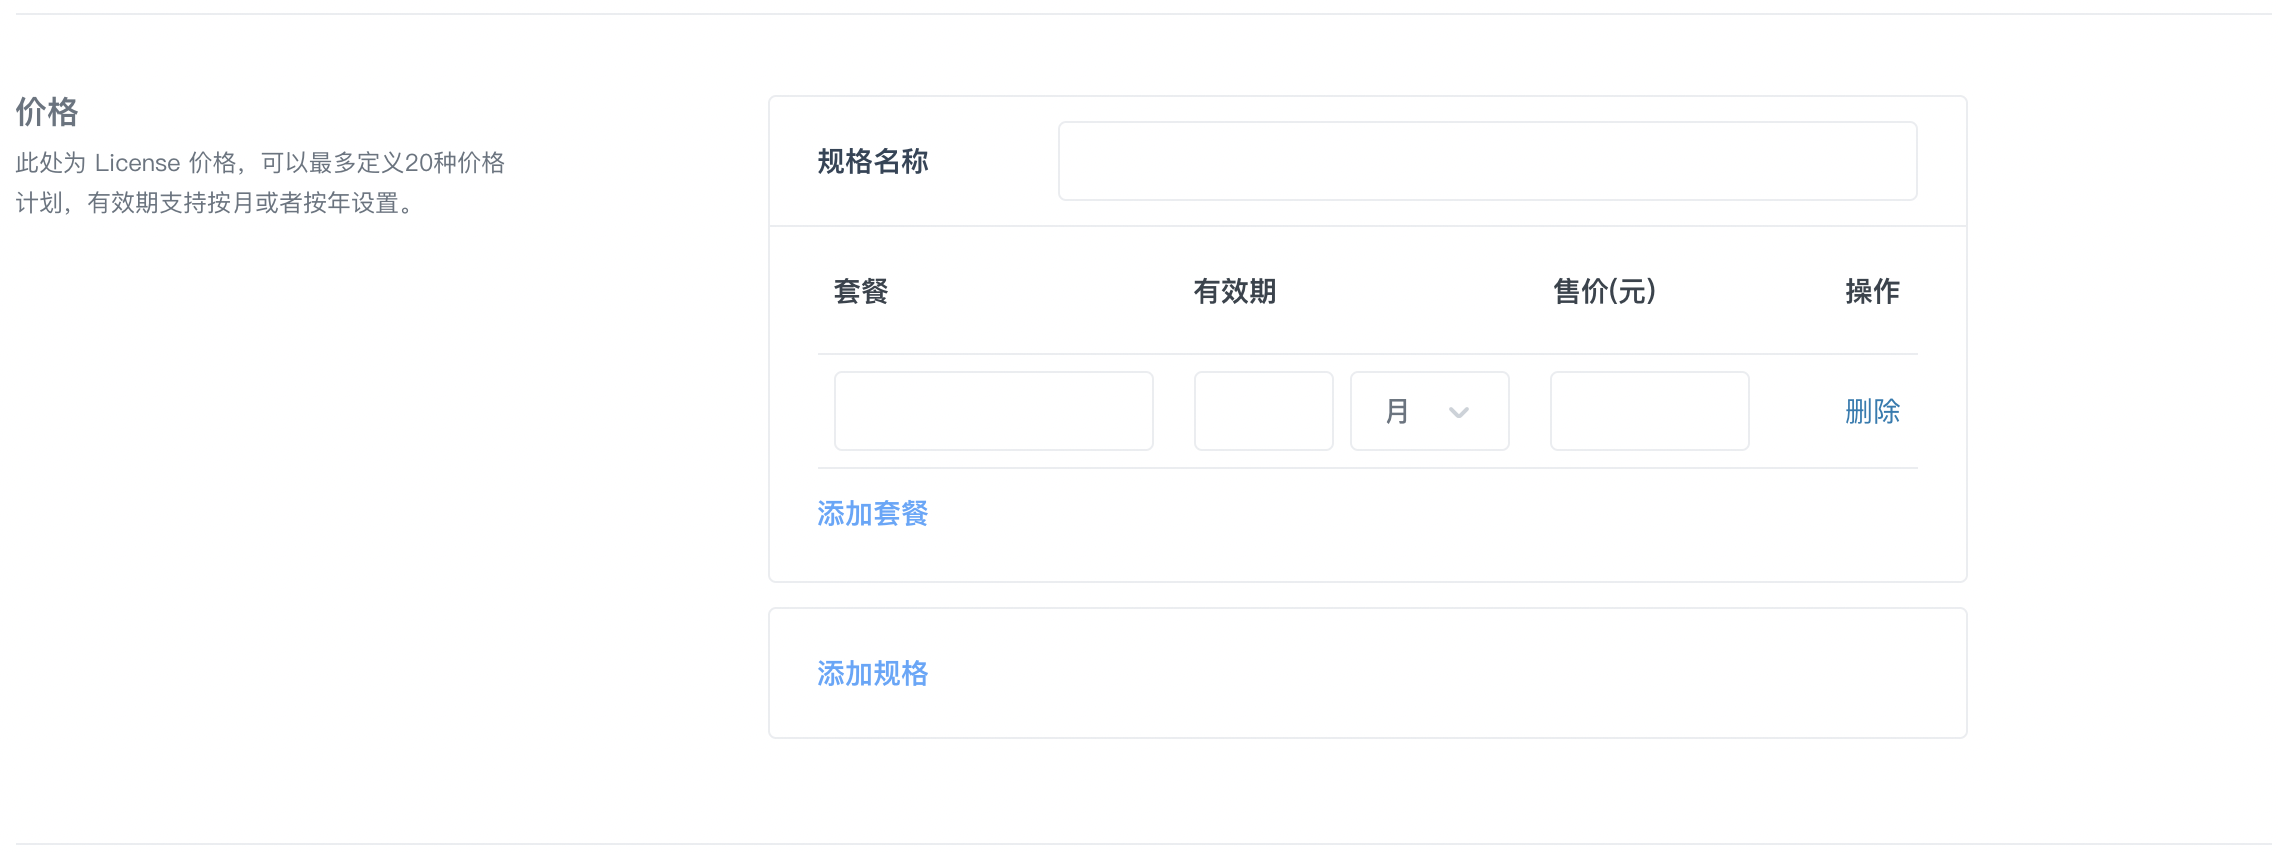 价格
此处为 License 价格，可以最多定义20种价格
计划，有效期支持按月或者按年设置。
规格名称
套餐 有效期 售价(元) 操作
月 删除
添加套餐
添加规格